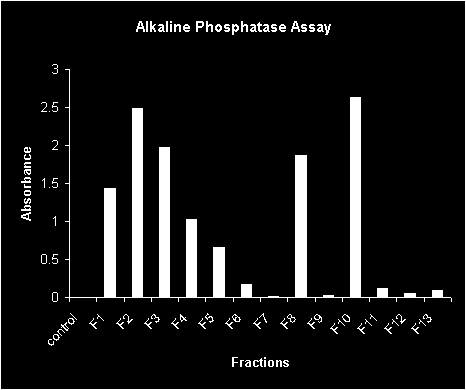 Alkaline Phosphatase Assay
3
2.5
2
1.5
1
0.5
0
Absorbance
control
F1
F2
F3
F4
F5
F6
F7
F8
F9
F10
F11
F12
F13
Fractions